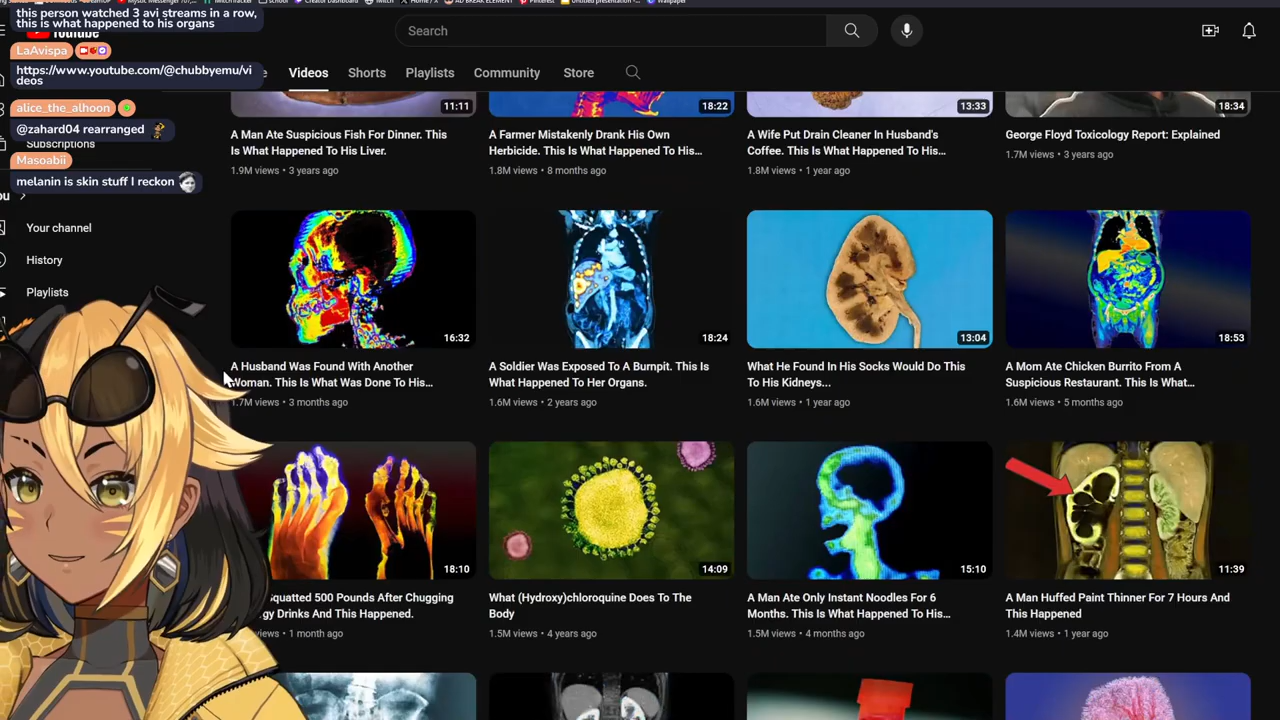 this person watched 3 avi streams in a row,
this is what happened to his organs
LaAvispa
https://www.youtube.com/@chubbyemu/vi
deos
alice_the_alhoon
@zahard04 rearranged
Masoabii
melanin is skin stuff I reckon
Search
Videos
Shorts
Playlists
Community
Store
Subscriptions
Your channel
History
Playlists
11:11
18:22
13:33
18:34
A Man Ate Suspicious Fish For Dinner. This
Is What Happened To His Liver.
1.9M views • 3 years ago
A Farmer Mistakenly Drank His Own
Herbicide. This Is What Happened To His...
1.8M views • 8 months ago
A Wife Put Drain Cleaner In Husband's
Coffee. This Is What Happened To His...
1.8M views • 1 year ago
George Floyd Toxicology Report: Explained
1.7M views • 3 years ago
16:32
18:24
13:04
18:53
A Husband Was Found With Another
Woman. This Is What Was Done To His...
1.7M views • 3 months ago
A Soldier Was Exposed To A Burnpit. This Is
What Happened To Her Organs.
1.6M views • 2 years ago
What He Found In His Socks Would Do This
To His Kidneys...
1.6M views • 1 year ago
A Mom Ate Chicken Burrito From A
Suspicious Restaurant. This Is What...
1.6M views • 5 months ago
18:10
14:09
15:10
11:39
Squatted 500 Pounds After Chugging
Drinks And This Happened.
views • 1 month ago
What (Hydroxy)chloroquine Does To The
Body
1.5M views • 4 years ago
A Man Ate Only Instant Noodles For 6
Months. This Is What Happened To His...
1.5M views • 4 months ago
A Man Huffed Paint Thinner For 7 Hours And
This Happened
1.4M views • 1 year ago